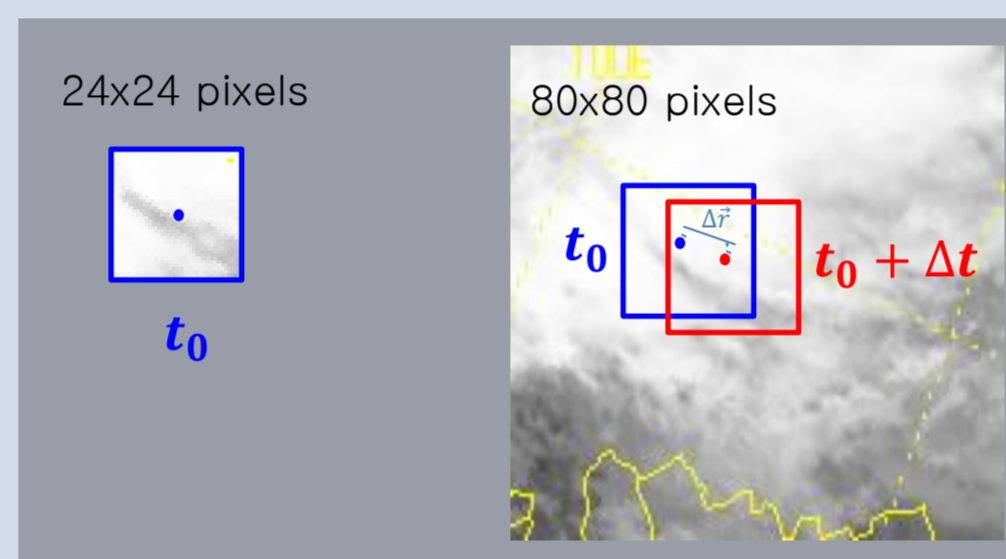 24x24 pixels
t₀
80x80 pixels
Δr⃗
t₀
t₀ + Δt